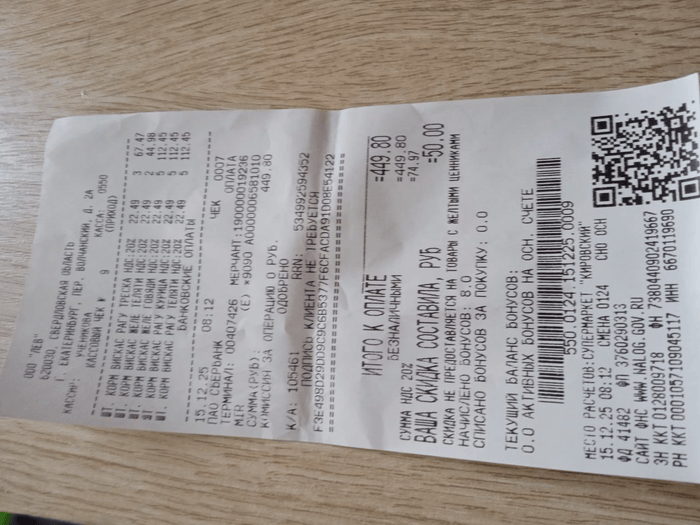 ООО "ЛЕВ"
620030, СВЕРДЛОВСКАЯ ОБЛАСТЬ
Г. ЕКАТЕРИНБУРГ, ПЕР. ВОЛЧАНСКИЙ, Д. 2А
КАССИР: УЧЕНИКОВА КАССА: 0550
КАССОВЫЙ ЧЕК № 9 (ПРИХОД)
ШТ. КОРМ ВИСКАС РАГУ ТРЕСКА НДС:20% 22.49 3 67.47
ШТ. КОРМ ВИСКАС ЖЕЛЕ ТЕЛЯТИ НДС:20% 22.49 2 44.98
ШТ. КОРМ ВИСКАС ЖЕЛЕ ГОВЯДИ НДС:20% 22.49 5 112.45
ШТ. КОРМ ВИСКАС РАГУ КУРИЦА НДС:20% 22.49 5 112.45
ШТ. КОРМ ВИСКАС РАГУ ТЕЛЯТИ НДС:20% 22.49 5 112.45
БАНКОВСКИЕ ОПЛАТЫ
15.12.25 08:12 ЧЕК 0007
ПАО СБЕРБАНК ОПЛАТА
ТЕРМИНАЛ: 00407426 МЕРЧАНТ:190000019236
MIR (E) *9090 A0000006581010
СУММА(РУБ): 449.80
КОМИССИЯ ЗА ОПЕРАЦИЮ 0 РУБ.
ОДОБРЕНО
К/А: 105461 RRN: 534992594352
ПОДПИСЬ КЛИЕНТА НЕ ТРЕБУЕТСЯ
F3E498D29DD9C9C6B5377F6CFACDA91D08E54122
ИТОГО К ОПЛАТЕ =449.80
БЕЗНАЛИЧНЫМИ =449.80
СУММА НДС 20% =74.97
ВАША СКИДКА СОСТАВИЛА, РУБ =50.00
СКИДКА НЕ ПРЕДОСТАВЛЯЕТСЯ НА ТОВАРЫ С ЖЕЛТЫМИ ЦЕННИКАМИ
НАЧИСЛЕНО БОНУСОВ: 8.0
СПИСАНО БОНУСОВ ЗА ПОКУПКУ: 0.0
ТЕКУЩИЙ БАЛАНС БОНУСОВ:
0.0 АКТИВНЫХ БОНУСОВ НА ОСН. СЧЕТЕ
550.0124.151225.0009
МЕСТО РАСЧЕТОВ:СУПЕРМАРКЕТ "КИРОВСКИЙ"
15.12.25 08:12 СМЕНА 0124 СНО ОСН
ФД 41482 ФП 3760290313
САЙТ ФНС WWW.NALOG.GOV.RU
ЗН ККТ 0128009718 ФН 7380440902419667
РН ККТ 0001057109045117 ИНН 6670119690